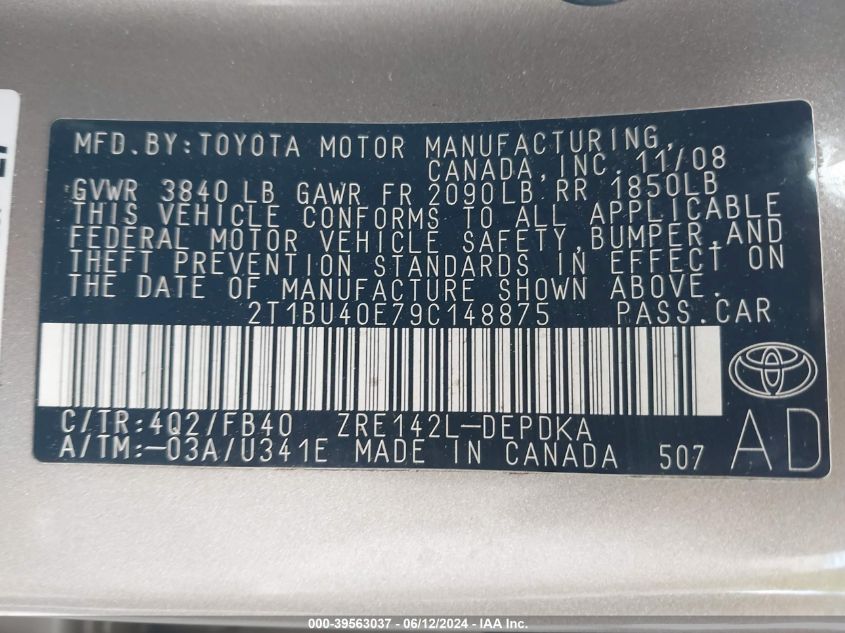 MFD.BY:TOYOTA MOTOR MANUFACTURING,
CANADA,INC. 11/08
GVWR 3840 LB GAWR FR 2090LB RR 1850LB
THIS VEHICLE CONFORMS TO ALL APPLICABLE
FEDERAL MOTOR VEHICLE SAFETY,BUMPER,AND
THEFT PREVENTION STANDARDS IN EFFECT ON
THE DATE OF MANUFACTURE SHOWN ABOVE.
2T1BU40E79C148875 PASS.CAR
C/TR:4Q2/FB40 ZRE142L-DEPDKA
A/TM:-03A/U341E MADE IN CANADA 507
AD
000-39563037 - 06/12/2024 - IAA Inc.